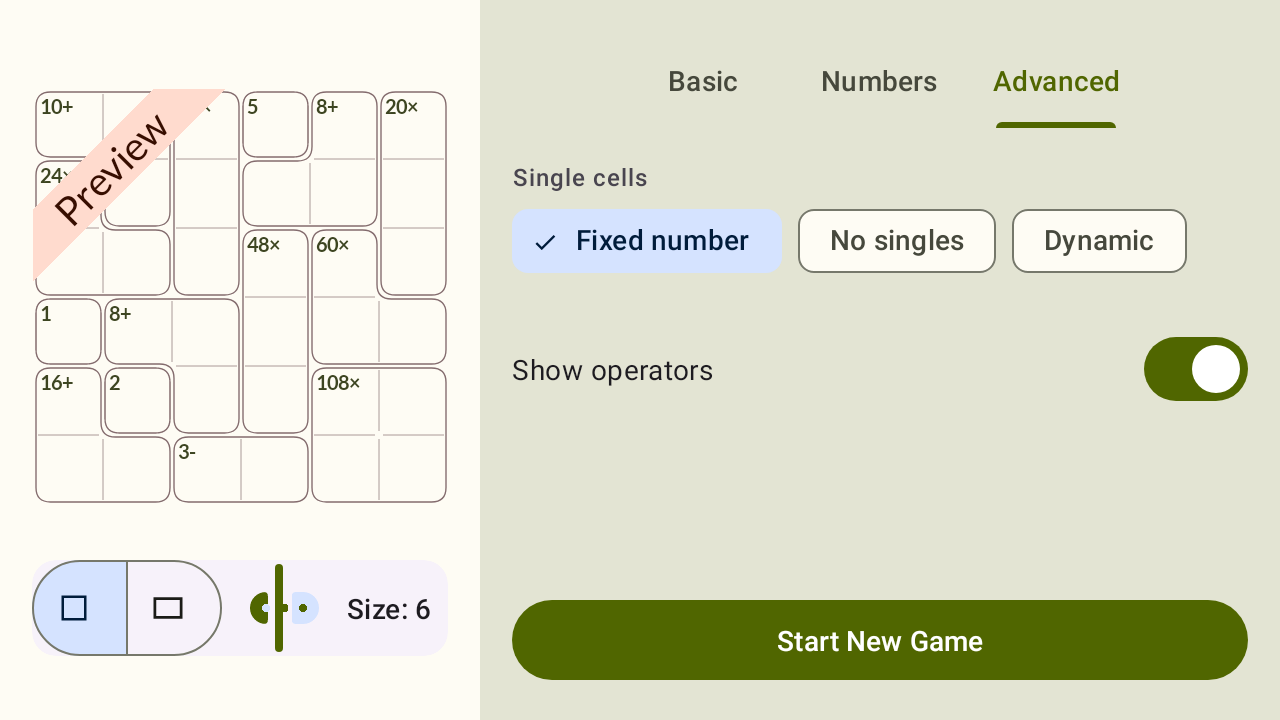 10+ 5 8+ 20×
24×
48× 60×
1 8+
16+ 2 108×
3-
Preview
Size: 6
Basic Numbers Advanced
Single cells
Fixed number No singles Dynamic
Show operators
Start New Game